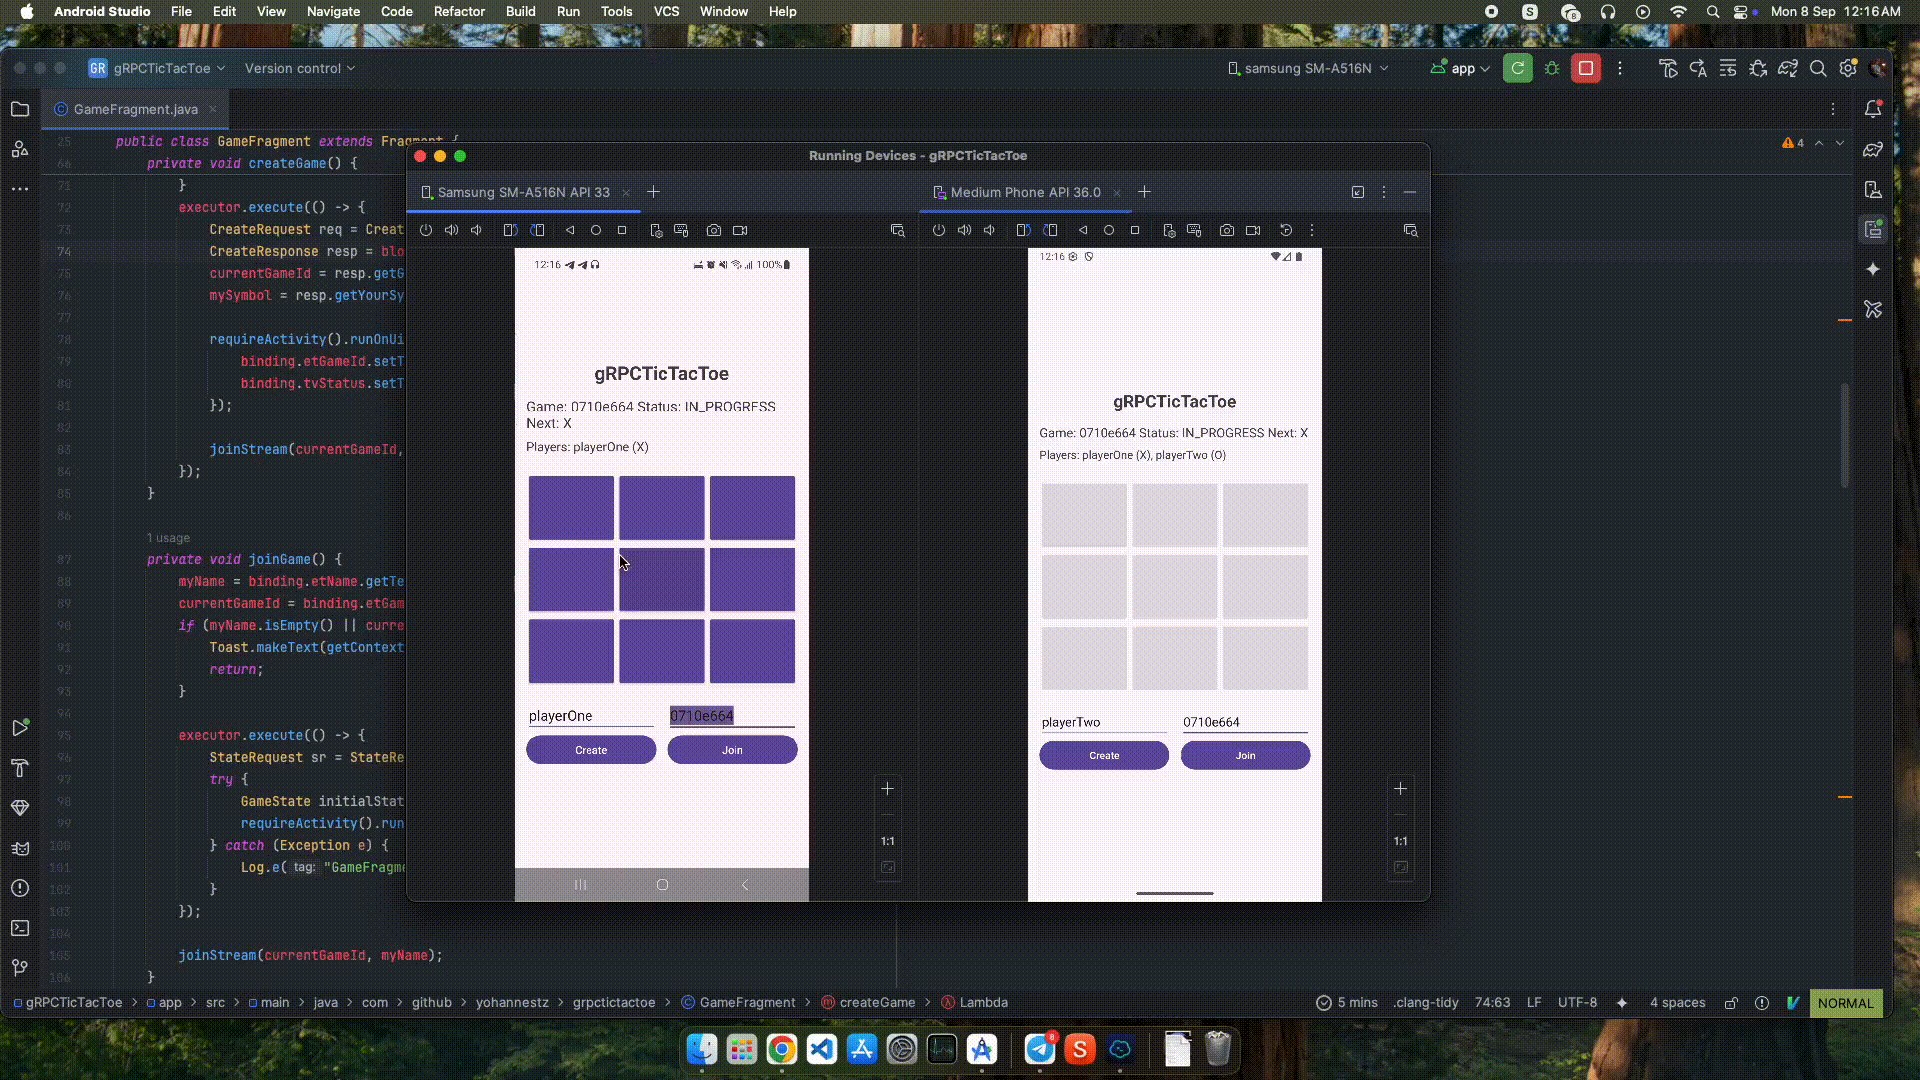 Android Studio File Edit View Navigate Code Refactor Build Run Tools VCS Window Help
S 8 Mon 8 Sep 12:16 AM
GR gRPCTicTacToe Version control samsung SM-A516N app
GameFragment.java
4
25 public class GameFragment extends Fragment {
66 private void createGame() {
71 }
72 executor.execute(() -> {
73 CreateRequest req = Creat
74 CreateResponse resp = blo
75 currentGameId = resp.getG
76 mySymbol = resp.getYourSy
77
78 requireActivity().runOnUi
79 binding.etGameId.setT
80 binding.tvStatus.setT
81 });
82
83 joinStream(currentGameId,
84 });
85 }
86
1 usage
87 private void joinGame() {
88 myName = binding.etName.getTe
89 currentGameId = binding.etGam
90 if (myName.isEmpty() || curre
91 Toast.makeText(getContext
92 return;
93 }
94
95 executor.execute(() -> {
96 StateRequest sr = StateRe
97 try {
98 GameState initialStat
99 requireActivity().run
100 } catch (Exception e) {
101 Log.e( tag: "GameFragme
102 }
103 });
104
105 joinStream(currentGameId, myName);
106 }
Running Devices - gRPCTicTacToe
Samsung SM-A516N API 33
Medium Phone API 36.0
12:16 100%
gRPCTicTacToe
Game: 0710e664 Status: IN_PROGRESS
Next: X
Players: playerOne (X)
playerOne 0710e664
Create Join
1:1
12:16
gRPCTicTacToe
Game: 0710e664 Status: IN_PROGRESS Next: X
Players: playerOne (X), playerTwo (O)
playerTwo 0710e664
Create Join
1:1
gRPCTicTacToe > app > src > main > java > com > github > yohannestz > grpctictactoe > GameFragment > createGame > Lambda
5 mins .clang-tidy 74:63 LF UTF-8 4 spaces NORMAL
8
S